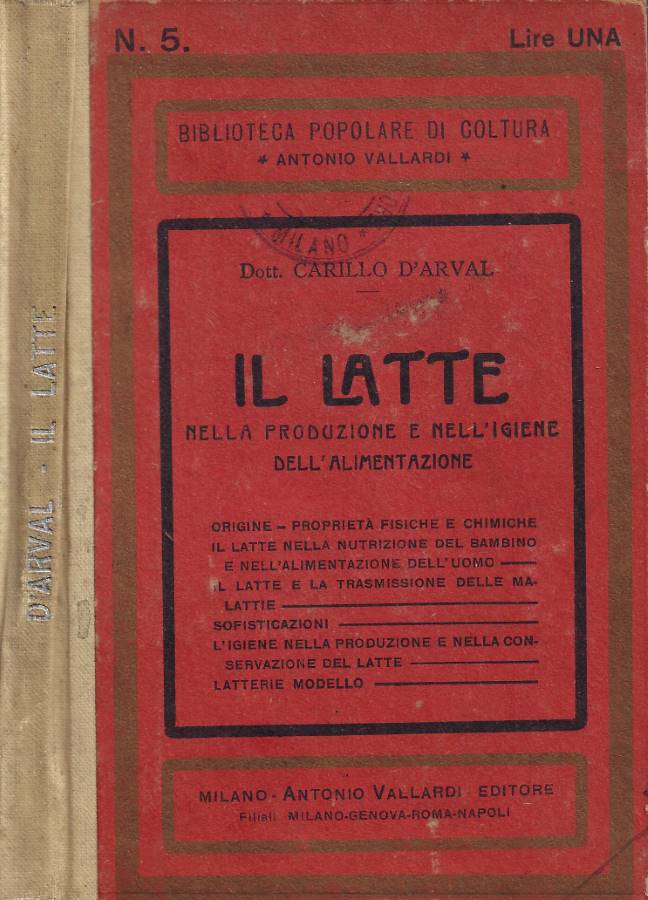 N. 5.
Lire UNA
BIBLIOTECA POPOLARE DI COLTURA
* ANTONIO VALLARDI *
* MILANO *
Dott. CARILLO D'ARVAL
IL LATTE
NELLA PRODUZIONE E NELL'IGIENE
DELL'ALIMENTAZIONE
ORIGINE – PROPRIETÀ FISICHE E CHIMICHE
IL LATTE NELLA NUTRIZIONE DEL BAMBINO
E NELL'ALIMENTAZIONE DELL'UOMO
IL LATTE E LA TRASMISSIONE DELLE MA-
LATTIE
SOFISTICAZIONI
L'IGIENE NELLA PRODUZIONE E NELLA CON-
SERVAZIONE DEL LATTE
LATTERIE MODELLO
MILANO - ANTONIO VALLARDI EDITORE
Filiali MILANO-GENOVA-ROMA-NAPOLI
D'ARVAL - IL LATTE.